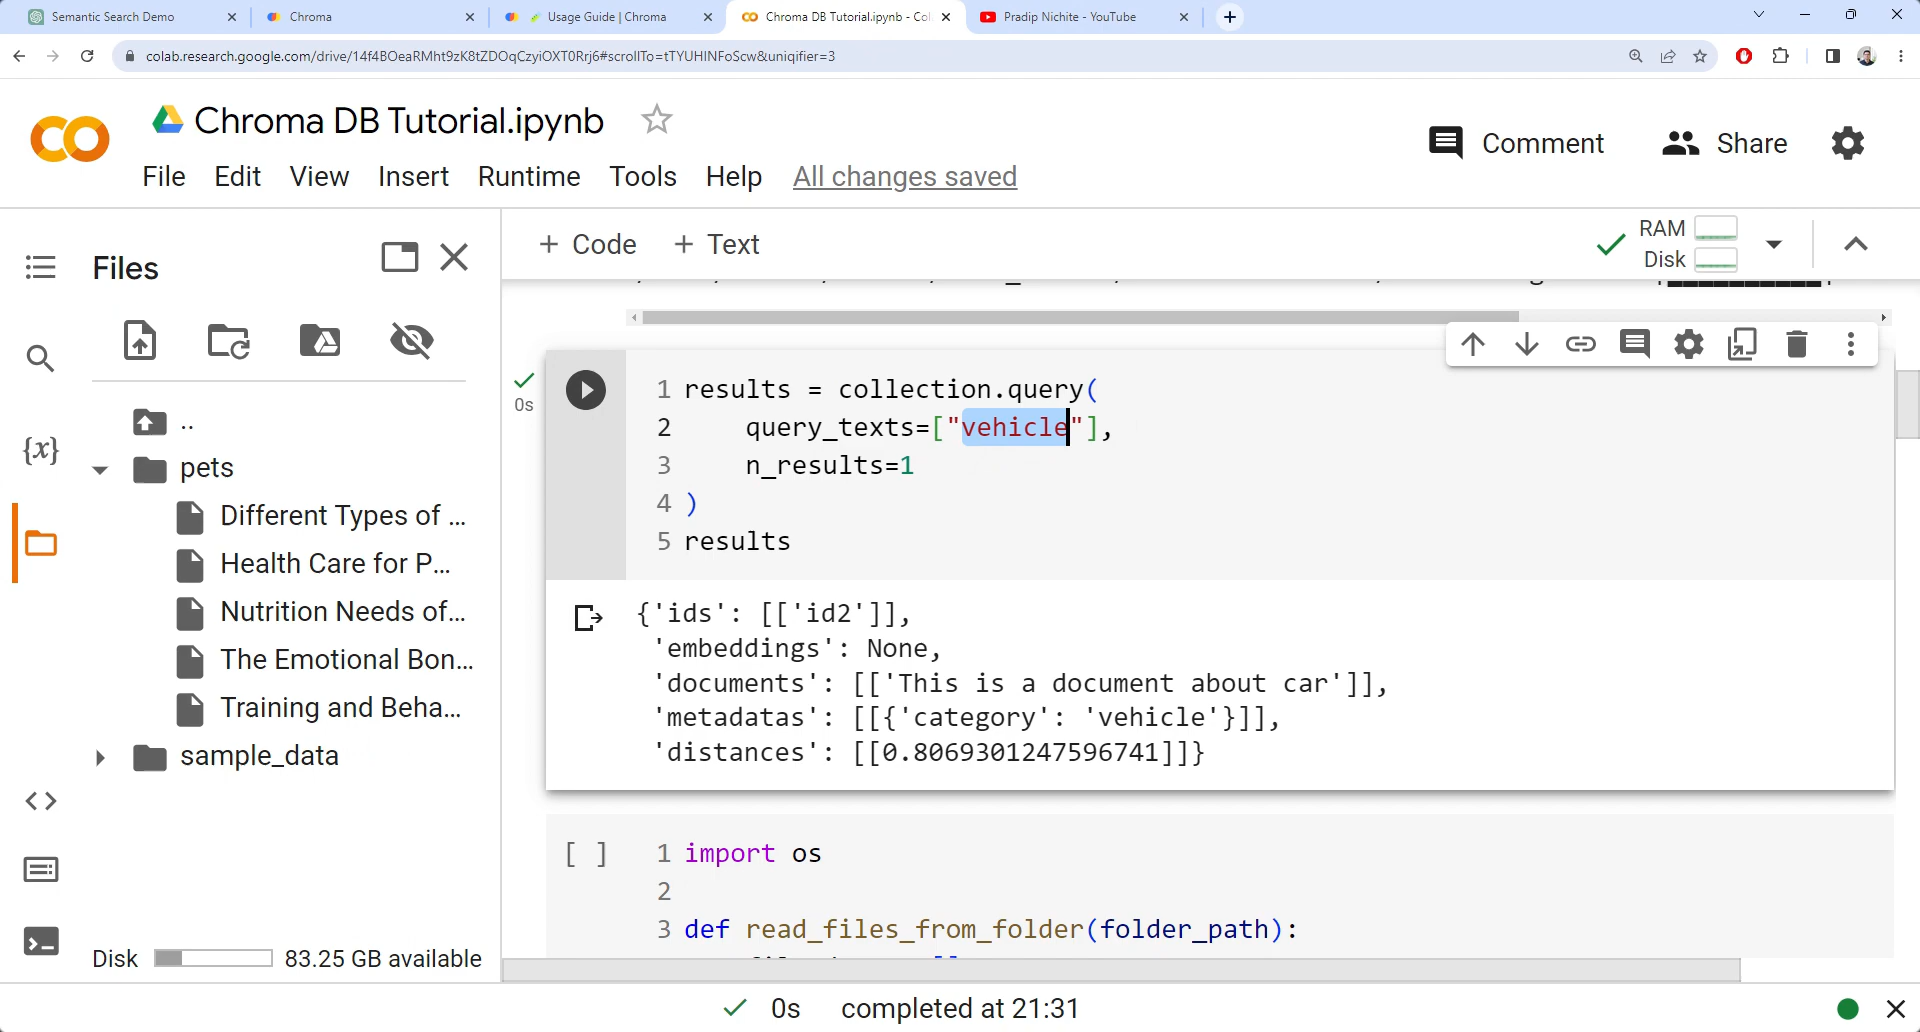 Semantic Search Demo
Chroma
Usage Guide | Chroma
Chroma DB Tutorial.ipynb - Col
Pradip Nichite - YouTube
colab.research.google.com/drive/14f4BOeaRMht9zK8tZDOqCzyiOXT0Rrj6#scrollTo=tTYUHINFoScw&uniqifier=3
Chroma DB Tutorial.ipynb
Comment
Share
File Edit View Insert Runtime Tools Help All changes saved
Files
+ Code + Text
RAM
Disk
..
pets
Different Types of ...
Health Care for P...
Nutrition Needs of...
The Emotional Bon...
Training and Beha...
sample_data
Disk 83.25 GB available
0s
1 results = collection.query(
2 query_texts=["vehicle"],
3 n_results=1
4 )
5 results
{'ids': [['id2']],
'embeddings': None,
'documents': [['This is a document about car']],
'metadatas': [[{'category': 'vehicle'}]],
'distances': [[0.8069301247596741]]}
[ ] 1 import os
2
3 def read_files_from_folder(folder_path):
0s completed at 21:31